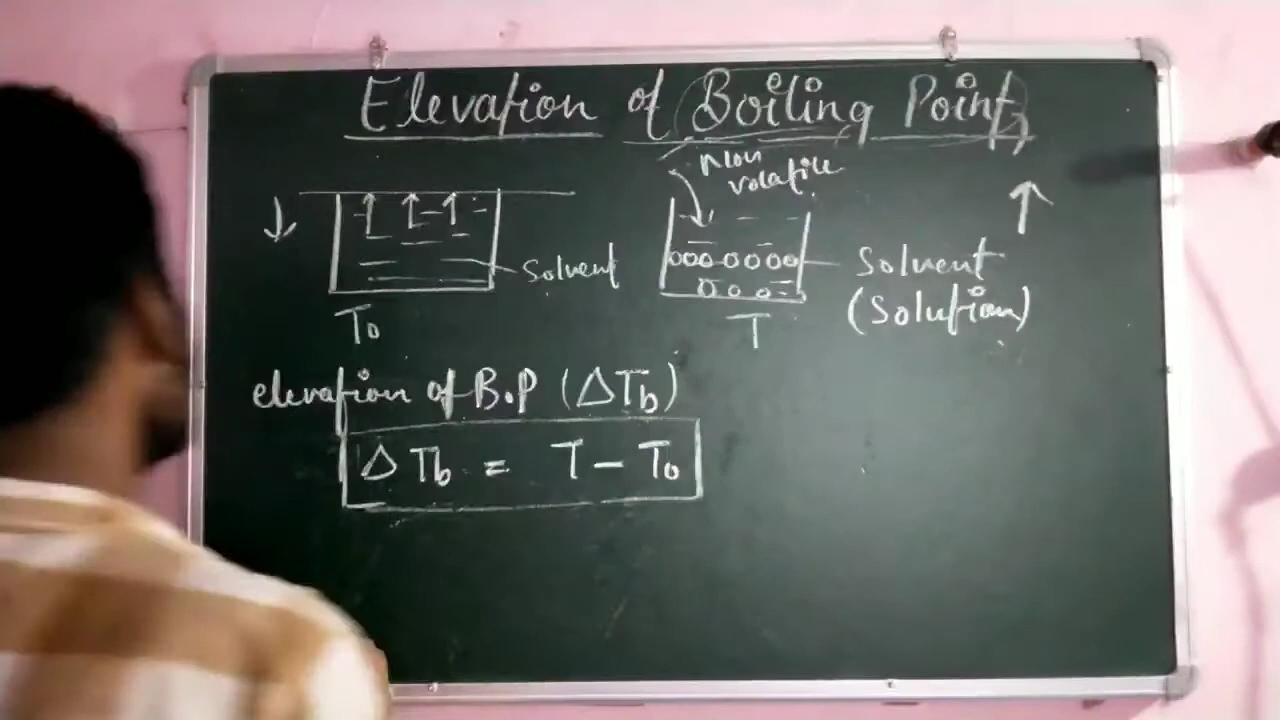 Elevation of Boiling Point
Non
volatile
Solvent
Solvent
(Solution)
T₀
T
elevation of B.P (ΔTb)
ΔTb = T - T₀